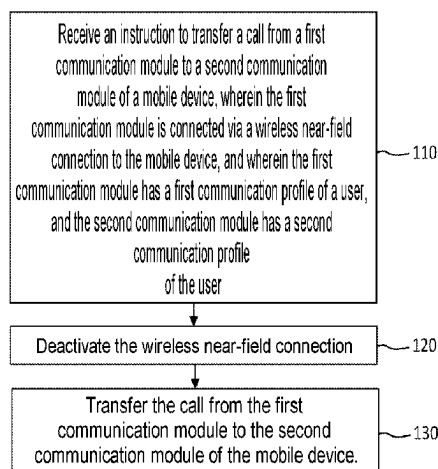 Receive an instruction to transfer a call from a first
communication module to a second communication
module of a mobile device, wherein the first
communication module is connected via a wireless near-field
connection to the mobile device, and wherein the first
communication module has a first communication profile of a user,
and the second communication module has a second
communication profile
of the user
110
Deactivate the wireless near-field connection
120
Transfer the call from the first
communication module to the second
communication module of the mobile device.
130